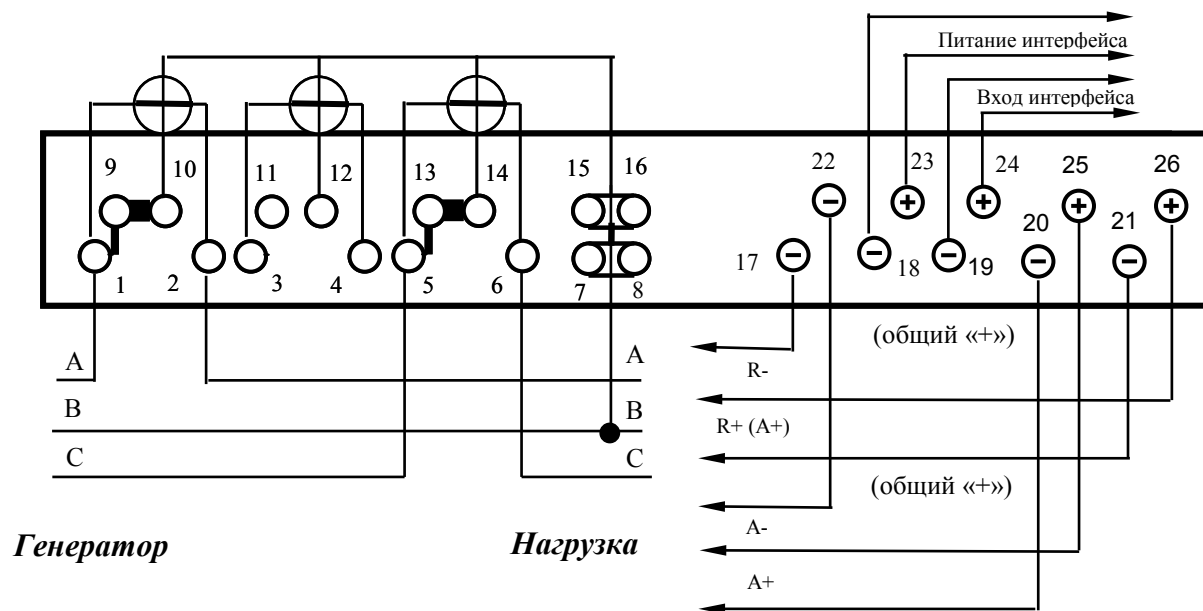 Питание интерфейса
Вход интерфейса
9 10 11 12 13 14 15 16 22 23 24 25 26
1 2 3 4 5 6 7 8 17 18 19 20 21
(общий «+»)
A A
R-
B B
R+ (A+)
C C
(общий «+»)
A-
Генератор Нагрузка
A+